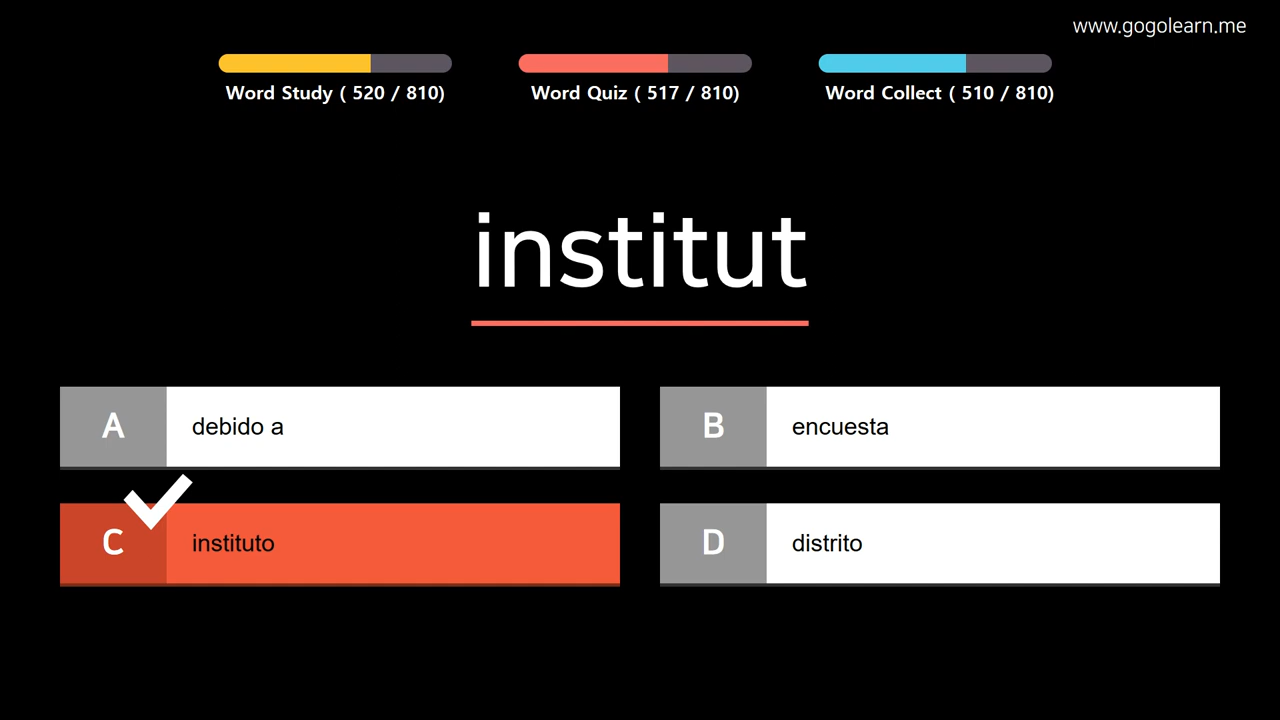 www.gogolearn.me
Word Study ( 520 / 810)
Word Quiz ( 517 / 810)
Word Collect ( 510 / 810)
institut
A debido a
B encuesta
C instituto
D distrito